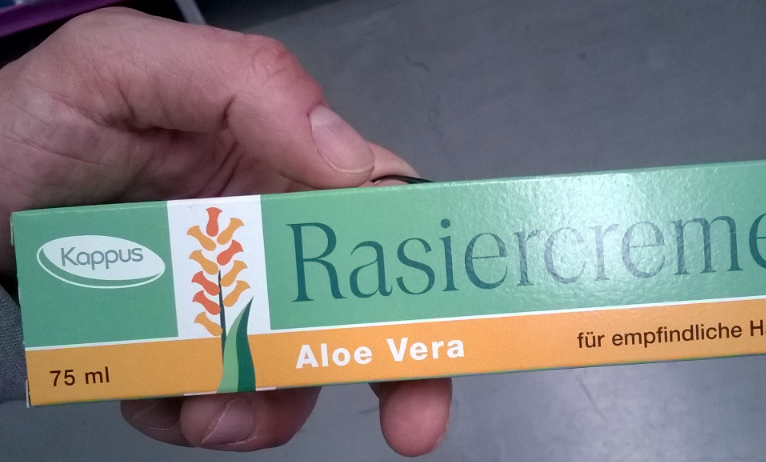 Kappus
Rasiercreme
Aloe Vera
für empfindliche
75 ml